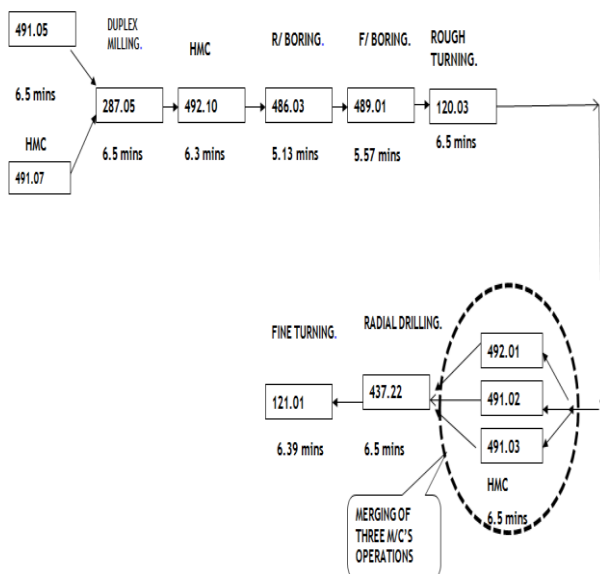 491.05
6.5 mins
HMC
491.07
DUPLEX
MILLING.
287.05
6.5 mins
HMC
492.10
6.3 mins
R/ BORING.
486.03
5.13 mins
F/ BORING.
489.01
5.57 mins
ROUGH
TURNING.
120.03
6.5 mins
492.01
491.02
491.03
HMC
6.5 mins
MERGING OF
THREE M/C'S
OPERATIONS
RADIAL DRILLING.
437.22
6.5 mins
FINE TURNING.
121.01
6.39 mins